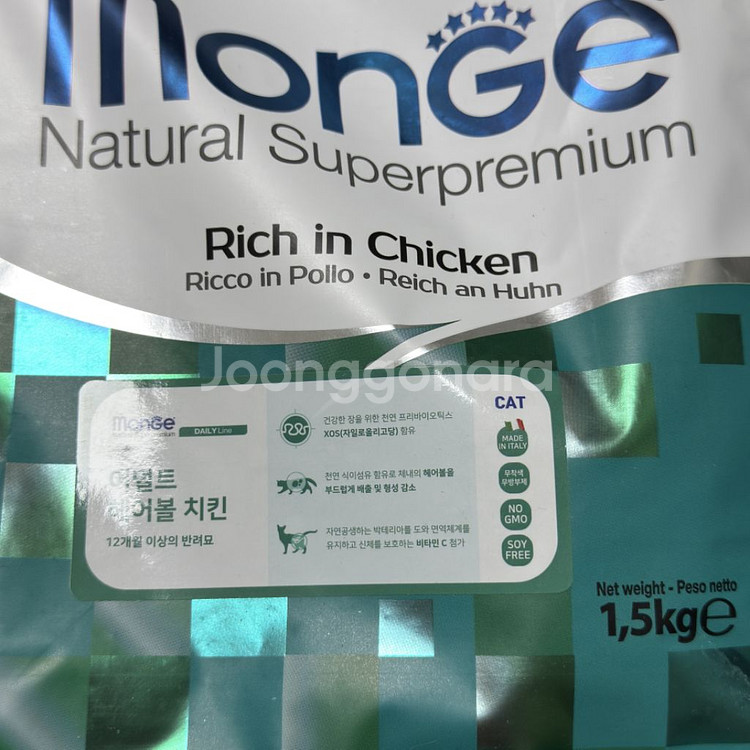 monge
Natural Superpremium
Rich in Chicken
Ricco in Pollo • Reich an Huhn
Joonggonara
monge
DAILY Line
어덜트
헤어볼 치킨
12개월 이상의 반려묘
건강한 장을 위한 천연 프리바이오틱스
XOS(자일로올리고당) 함유
천연 식이섬유 함유로 체내의 헤어볼을
부드럽게 배출 및 형성 감소
자연공생하는 박테리아를 도와 면역체계를
유지하고 신체를 보호하는 비타민 C 첨가
CAT
MADE
IN ITALY
무착색
무방부제
NO
GMO
SOY
FREE
Net weight - Peso netto
1,5kg℮